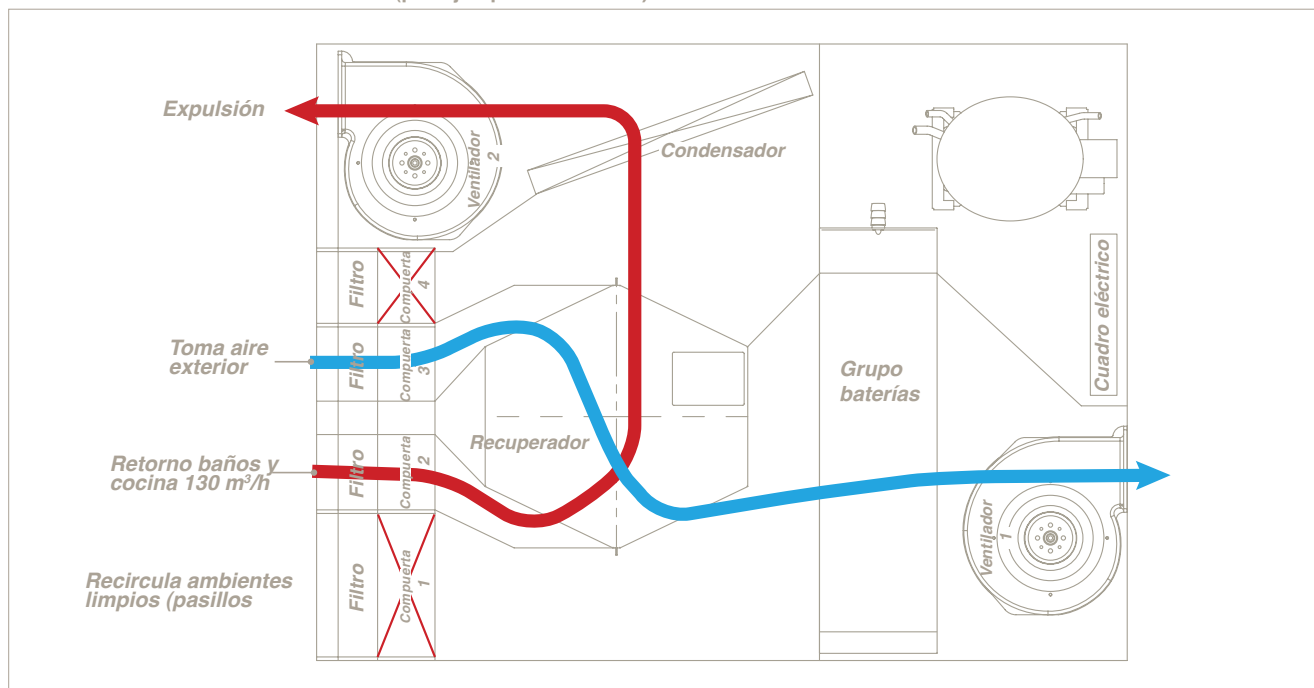 Expulsión
Ventilador
2
Condensador
Filtro
Compuerta
4
Toma aire
exterior
Filtro
Compuerta
3
Recuperador
Grupo
baterías
Cuadro eléctrico
Retorno baños y
cocina 130 m³/h
Filtro
Compuerta
2
Recircula ambientes
limpios (pasillos
Filtro
Compuerta
1
Ventilador
1